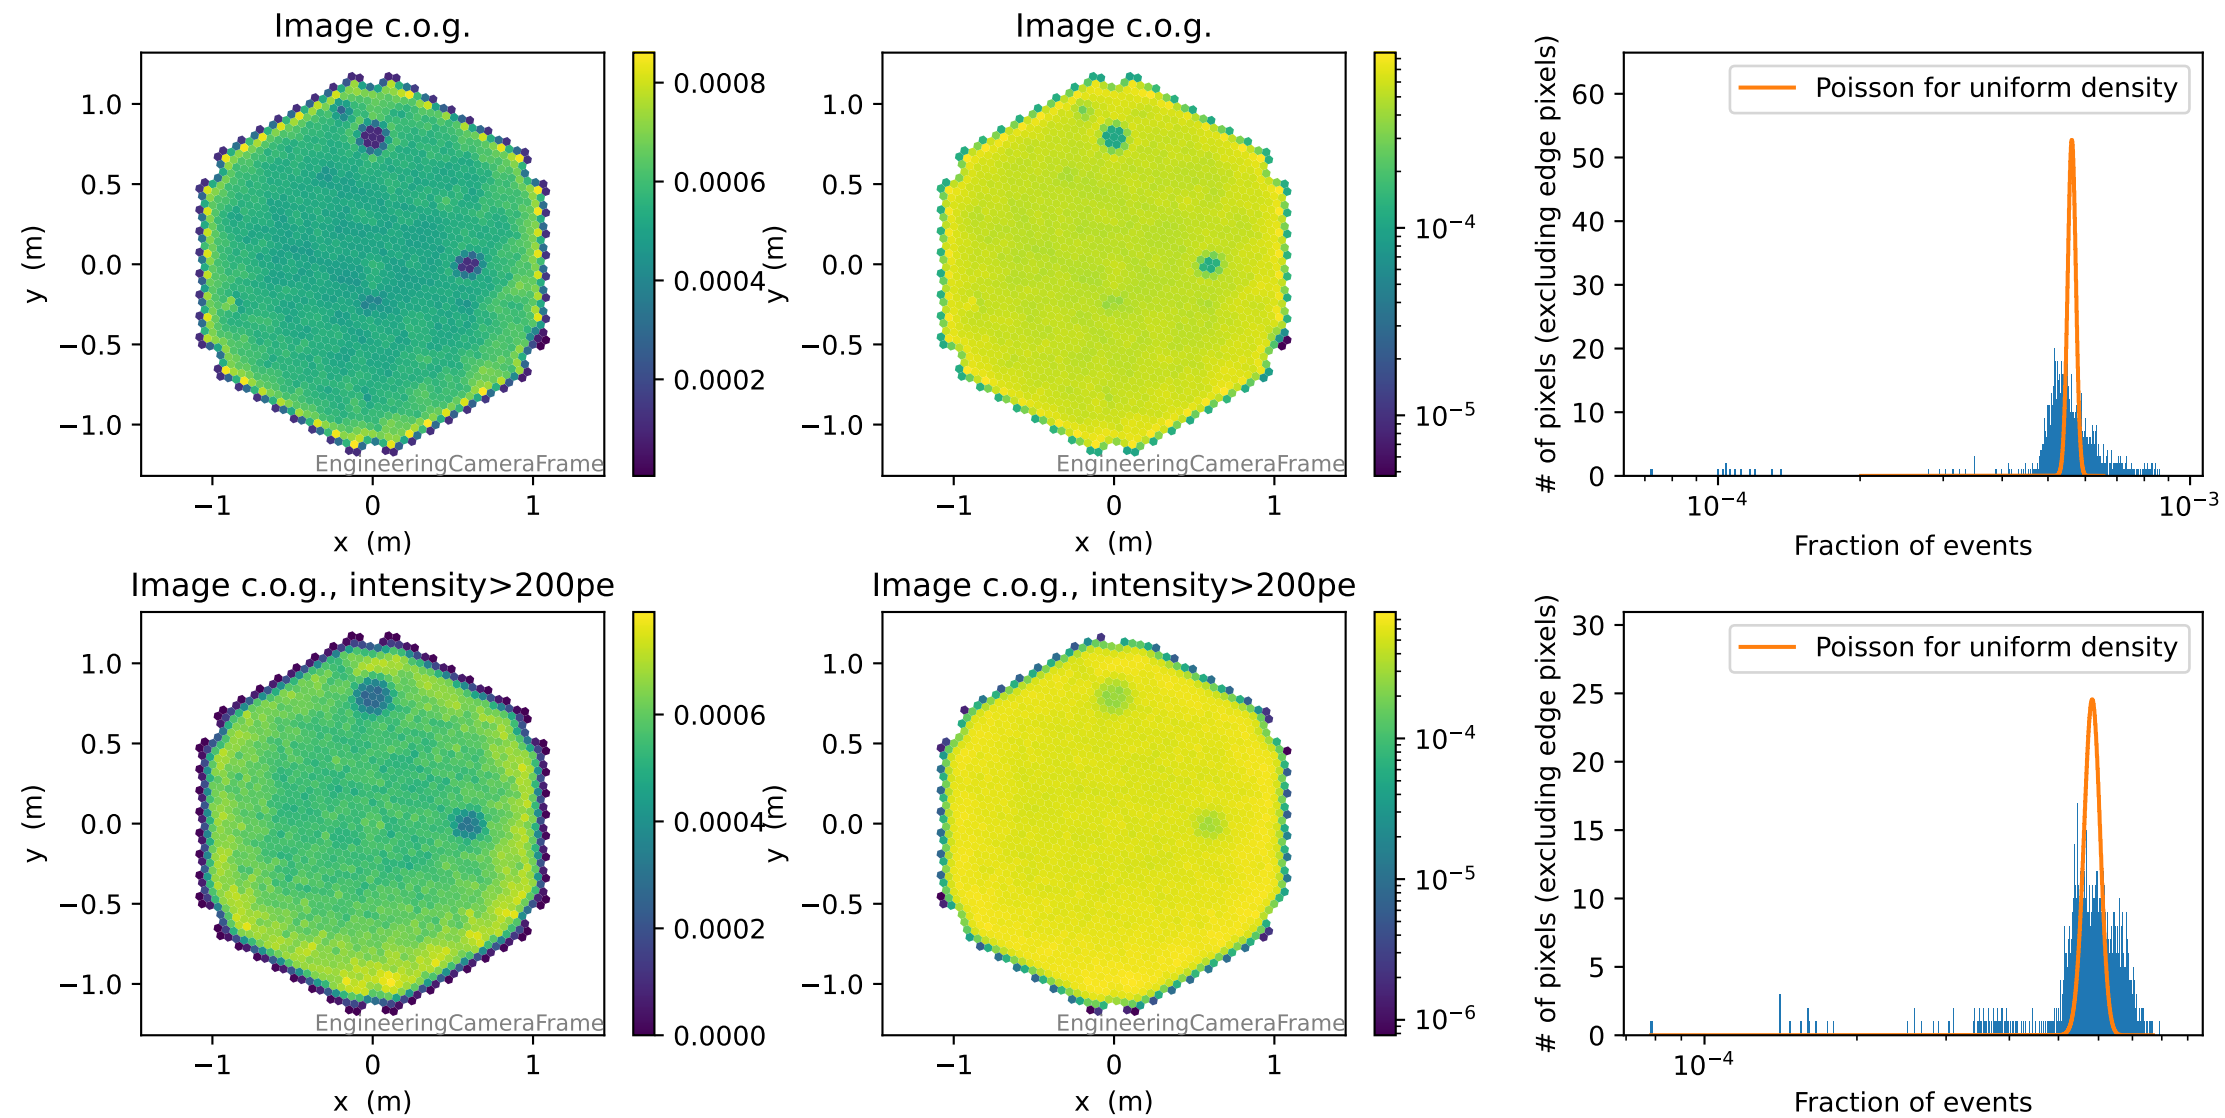 Image c.o.g.
y (m)
1.0
0.5
0.0
−0.5
−1.0
−1
0
1
x (m)
EngineeringCameraFrame
0.0008
0.0006
0.0004
0.0002
Image c.o.g.
y (m)
1.0
0.5
0.0
−0.5
−1.0
−1
0
1
x (m)
EngineeringCameraFrame
10−4
10−5
# of pixels (excluding edge pixels)
60
50
40
30
20
10
0
Poisson for uniform density
10−4
10−3
Fraction of events
Image c.o.g., intensity>200pe
y (m)
1.0
0.5
0.0
−0.5
−1.0
−1
0
1
x (m)
EngineeringCameraFrame
0.0006
0.0004
0.0002
0.0000
Image c.o.g., intensity>200pe
y (m)
1.0
0.5
0.0
−0.5
−1.0
−1
0
1
x (m)
EngineeringCameraFrame
10−4
10−5
10−6
# of pixels (excluding edge pixels)
30
25
20
15
10
5
0
Poisson for uniform density
10−4
Fraction of events